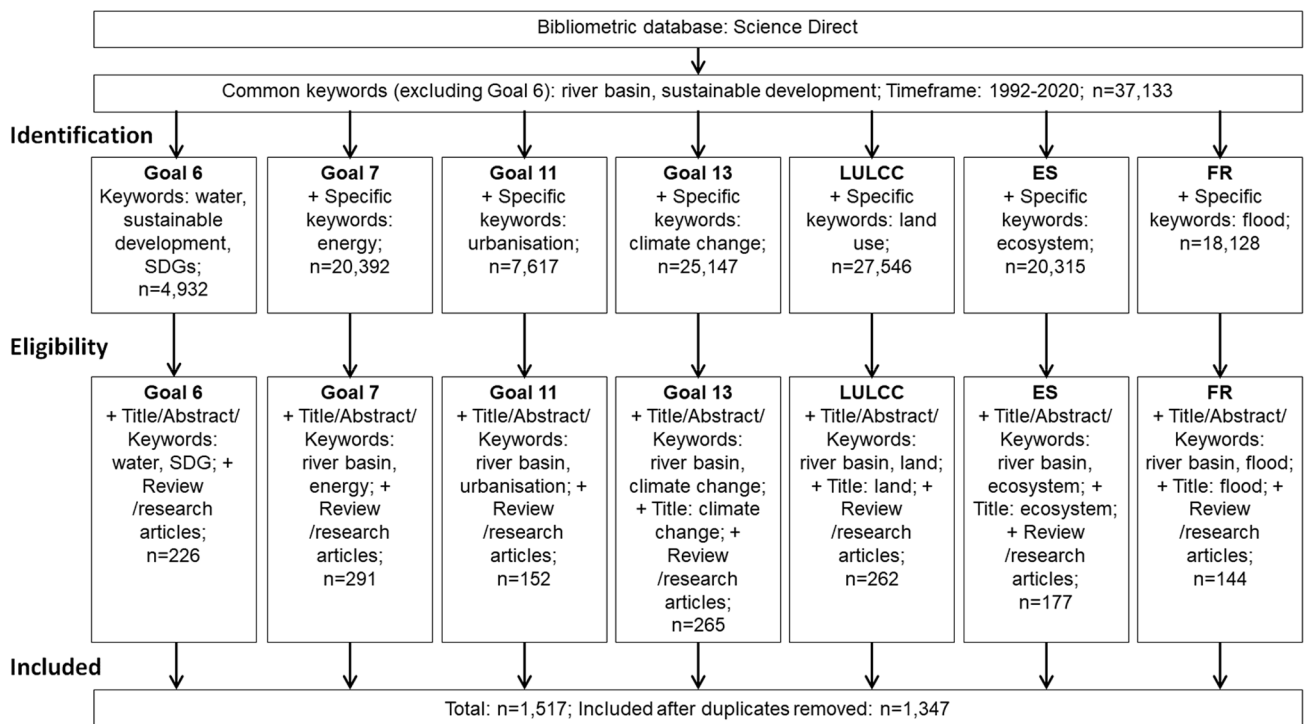 Bibliometric database: Science Direct
Common keywords (excluding Goal 6): river basin, sustainable development; Timeframe: 1992-2020; n=37,133
Identification
Goal 6
Keywords: water,
sustainable
development,
SDGs;
n=4,932
Goal 7
+ Specific
keywords:
energy;
n=20,392
Goal 11
+ Specific
keywords:
urbanisation;
n=7,617
Goal 13
+ Specific
keywords:
climate change;
n=25,147
LULCC
+ Specific
keywords: land
use;
n=27,546
ES
+ Specific
keywords:
ecosystem;
n=20,315
FR
+ Specific
keywords: flood;
n=18,128
Eligibility
Goal 6
+ Title/Abstract/
Keywords:
water, SDG; +
Review
/research
articles;
n=226
Goal 7
+ Title/Abstract/
Keywords:
river basin,
energy; +
Review
/research
articles;
n=291
Goal 11
+ Title/Abstract/
Keywords:
river basin,
urbanisation; +
Review
/research
articles;
n=152
Goal 13
+ Title/Abstract/
Keywords:
river basin,
climate change;
+ Title: climate
change; +
Review
/research
articles;
n=265
LULCC
+ Title/Abstract/
Keywords:
river basin, land;
+ Title: land; +
Review
/research
articles;
n=262
ES
+ Title/Abstract/
Keywords:
river basin,
ecosystem; +
Title: ecosystem;
+ Review
/research
articles;
n=177
FR
+ Title/Abstract/
Keywords:
river basin, flood;
+ Title: flood; +
Review
/research
articles;
n=144
Included
Total: n=1,517; Included after duplicates removed: n=1,347